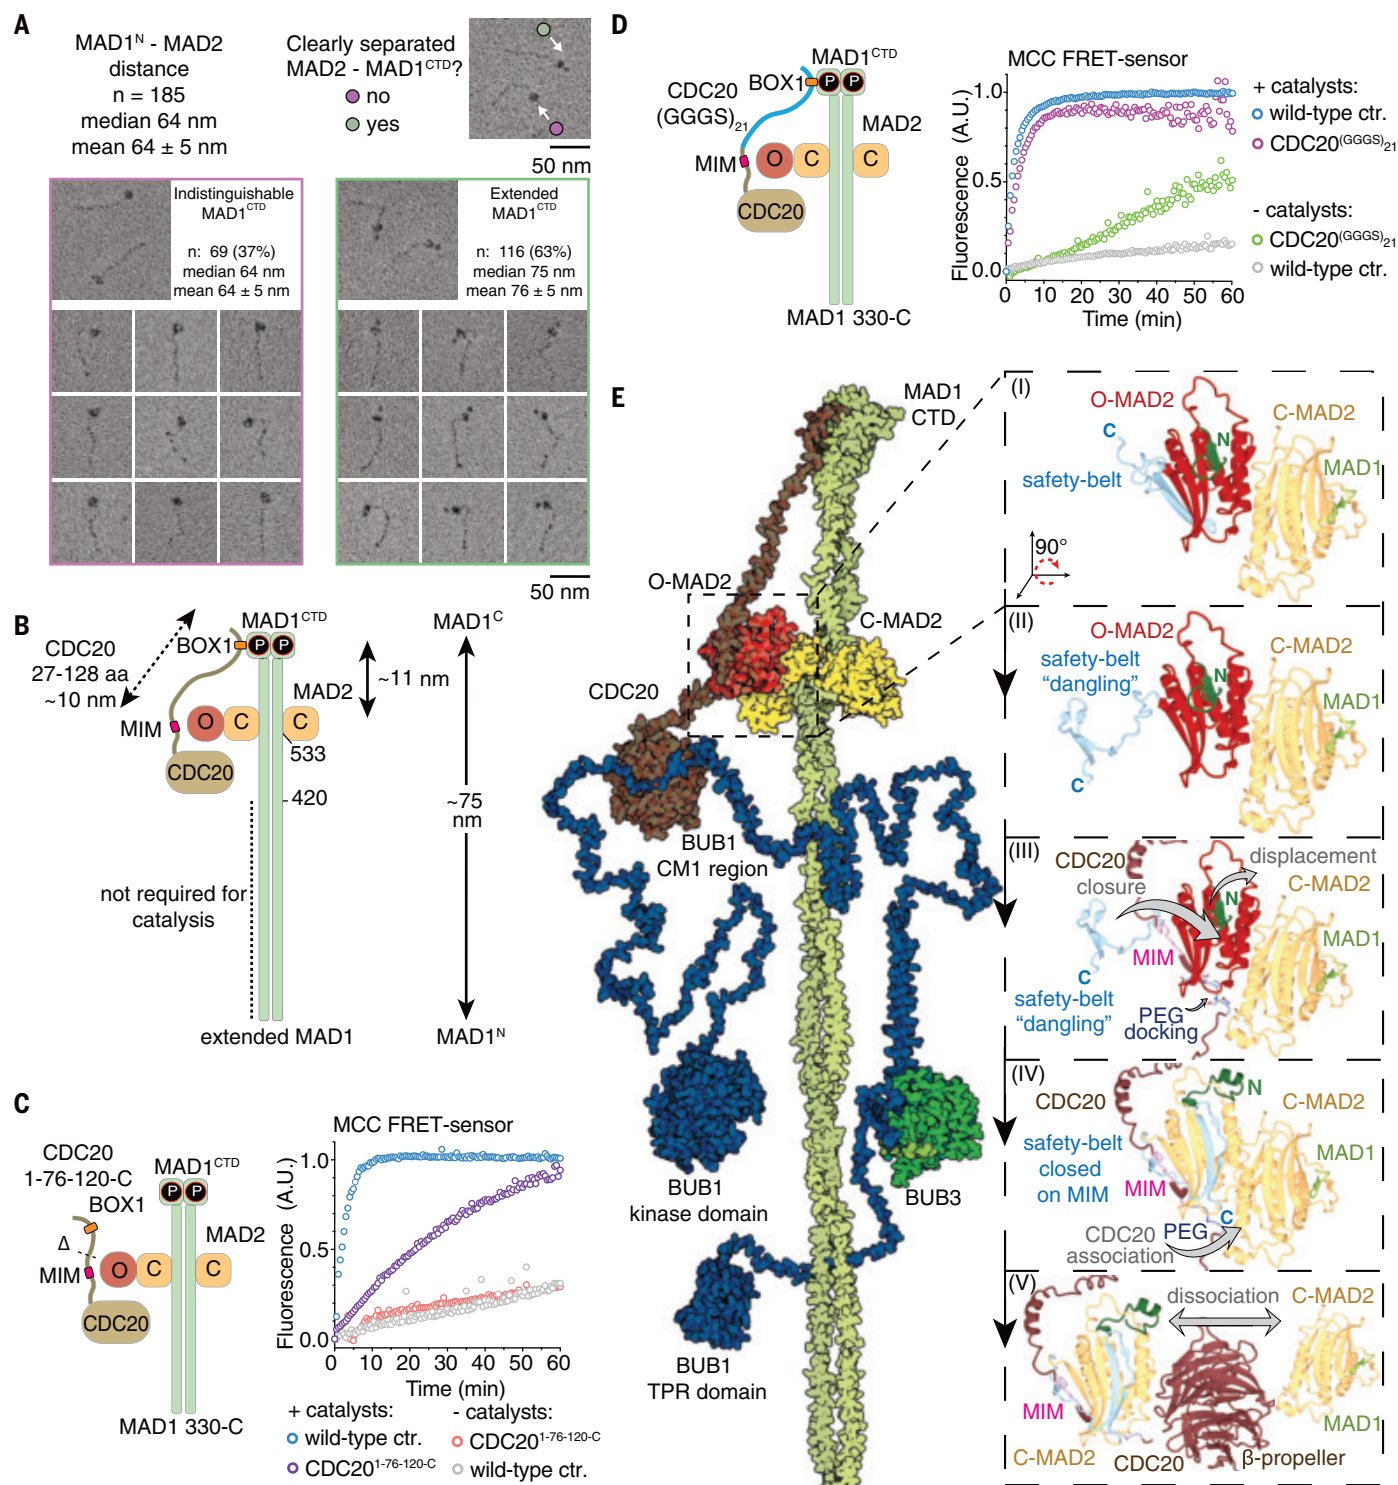 A
MAD1N - MAD2
distance
n = 185
median 64 nm
mean 64 ± 5 nm
Clearly separated
MAD2 - MAD1CTD?
no
yes
50 nm
Indistinguishable
MAD1CTD
n: 69 (37%)
median 64 nm
mean 64 ± 5 nm
Extended
MAD1CTD
n: 116 (63%)
median 75 nm
mean 76 ± 5 nm
50 nm
B
CDC20
27-128 aa
~10 nm
BOX1
MAD1CTD
P P
MAD2
MIM
O C C
CDC20
533
420
not required for
catalysis
extended MAD1
~11 nm
MAD1C
~75
nm
MAD1N
C
CDC20
1-76-120-C
BOX1
MAD1CTD
P P
Δ
MIM
MAD2
O C C
CDC20
MAD1 330-C
MCC FRET-sensor
Fluorescence (A.U.)
1.0
0.5
0.0
0 10 20 30 40 50 60
Time (min)
+ catalysts:
wild-type ctr.
CDC201-76-120-C
- catalysts:
CDC201-76-120-C
wild-type ctr.
D
MAD1CTD
BOX1
P P
CDC20
(GGGS)21
MAD2
MIM
O C C
CDC20
MAD1 330-C
MCC FRET-sensor
Fluorescence (A.U.)
1.0
0.5
0.0
0 10 20 30 40 50 60
Time (min)
+ catalysts:
wild-type ctr.
CDC20(GGGS)21
- catalysts:
CDC20(GGGS)21
wild-type ctr.
E
MAD1
CTD
O-MAD2
C-MAD2
CDC20
BUB1
CM1 region
BUB1
kinase domain
BUB3
BUB1
TPR domain
(I)
O-MAD2
C-MAD2
C
N
MAD1
safety-belt
90°
(II)
O-MAD2
C-MAD2
safety-belt
"dangling"
N
MAD1
C
(III)
CDC20
closure
displacement
C-MAD2
N
MAD1
MIM
C
safety-belt
"dangling"
PEG
docking
(IV)
CDC20
N
C-MAD2
safety-belt
closed
on MIM
MAD1
MIM
C
PEG
CDC20
association
(V)
dissociation
C-MAD2
MIM
MAD1
C-MAD2
CDC20
β-propeller